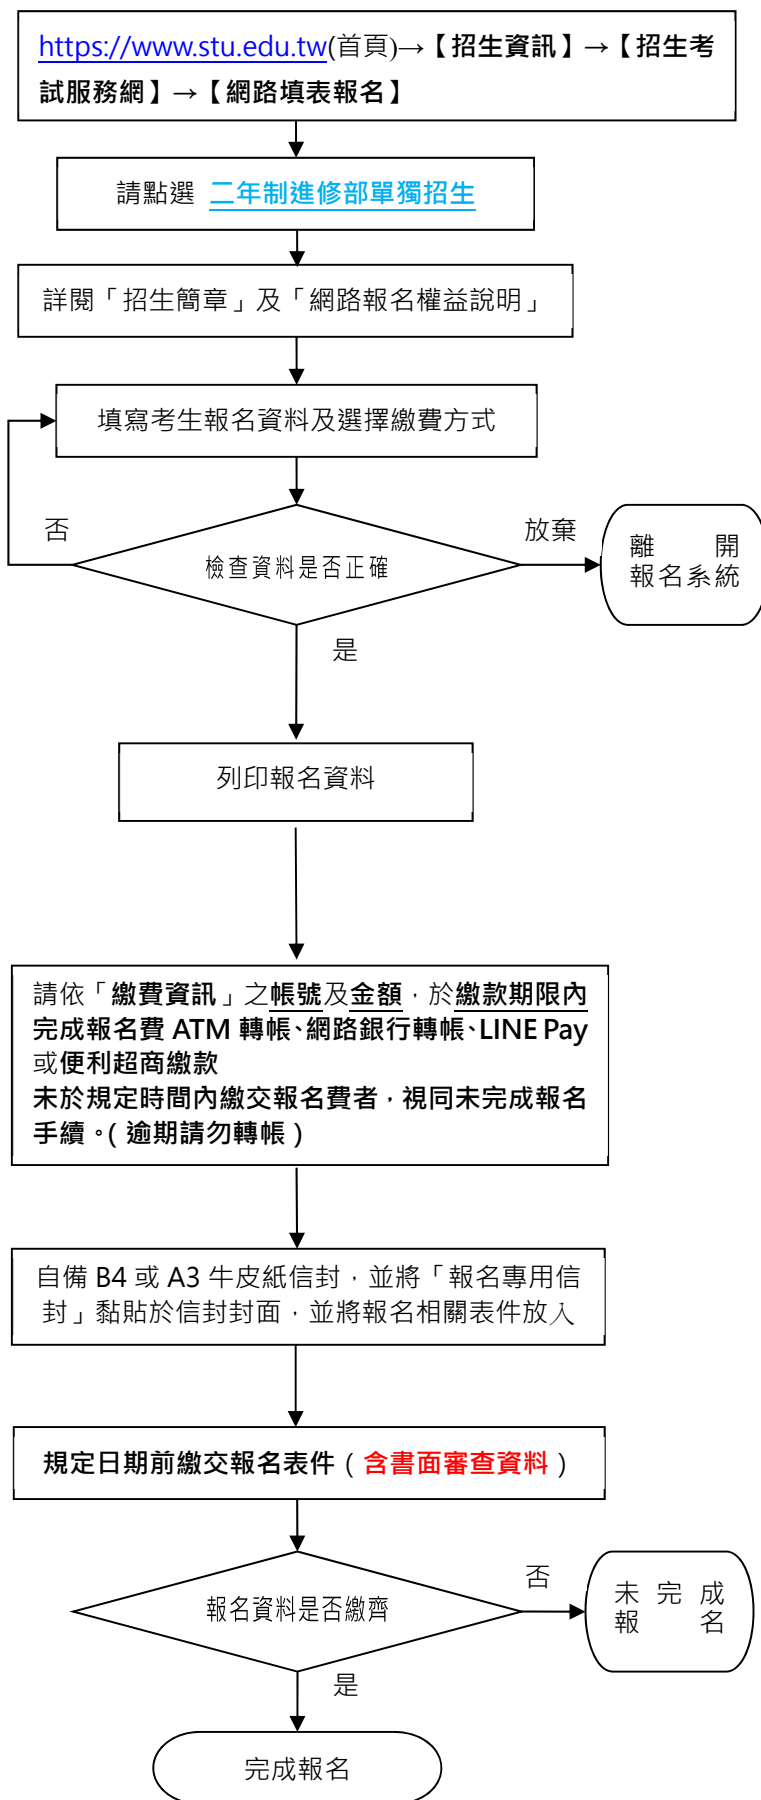 https://www.stu.edu.tw(首頁)→【招生資訊】→【招生考
試服務網】→【網路填表報名】
請點選 二年制進修部單獨招生
詳閱「招生簡章」及「網路報名權益說明」
填寫考生報名資料及選擇繳費方式
否
放棄
檢查資料是否正確
離開
報名系統
是
列印報名資料
請依「繳費資訊」之帳號及金額，於繳款期限內
完成報名費 ATM 轉帳、網路銀行轉帳、LINE Pay
或便利超商繳款
未於規定時間內繳交報名費者，視同未完成報名
手續。(逾期請勿轉帳)
自備 B4 或 A3 牛皮紙信封，並將「報名專用信
封」黏貼於信封封面，並將報名相關表件放入
規定日期前繳交報名表件（含書面審查資料）
否
報名資料是否繳齊
未完成
報名
是
完成報名